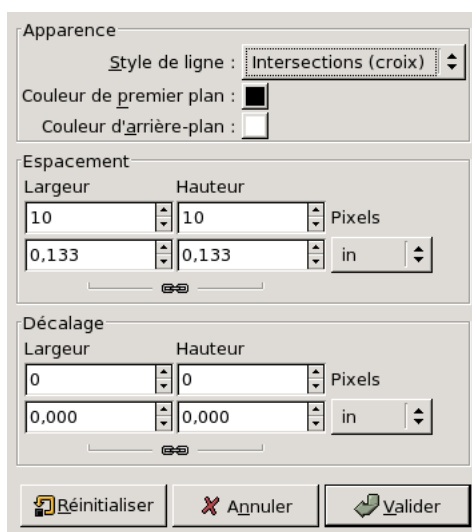 Apparence
Style de ligne : Intersections (croix)
Couleur de premier plan :
Couleur d'arrière-plan :
Espacement
Largeur Hauteur
10 10 Pixels
0,133 0,133 in
Décalage
Largeur Hauteur
0 0 Pixels
0,000 0,000 in
Réinitialiser Annuler Valider